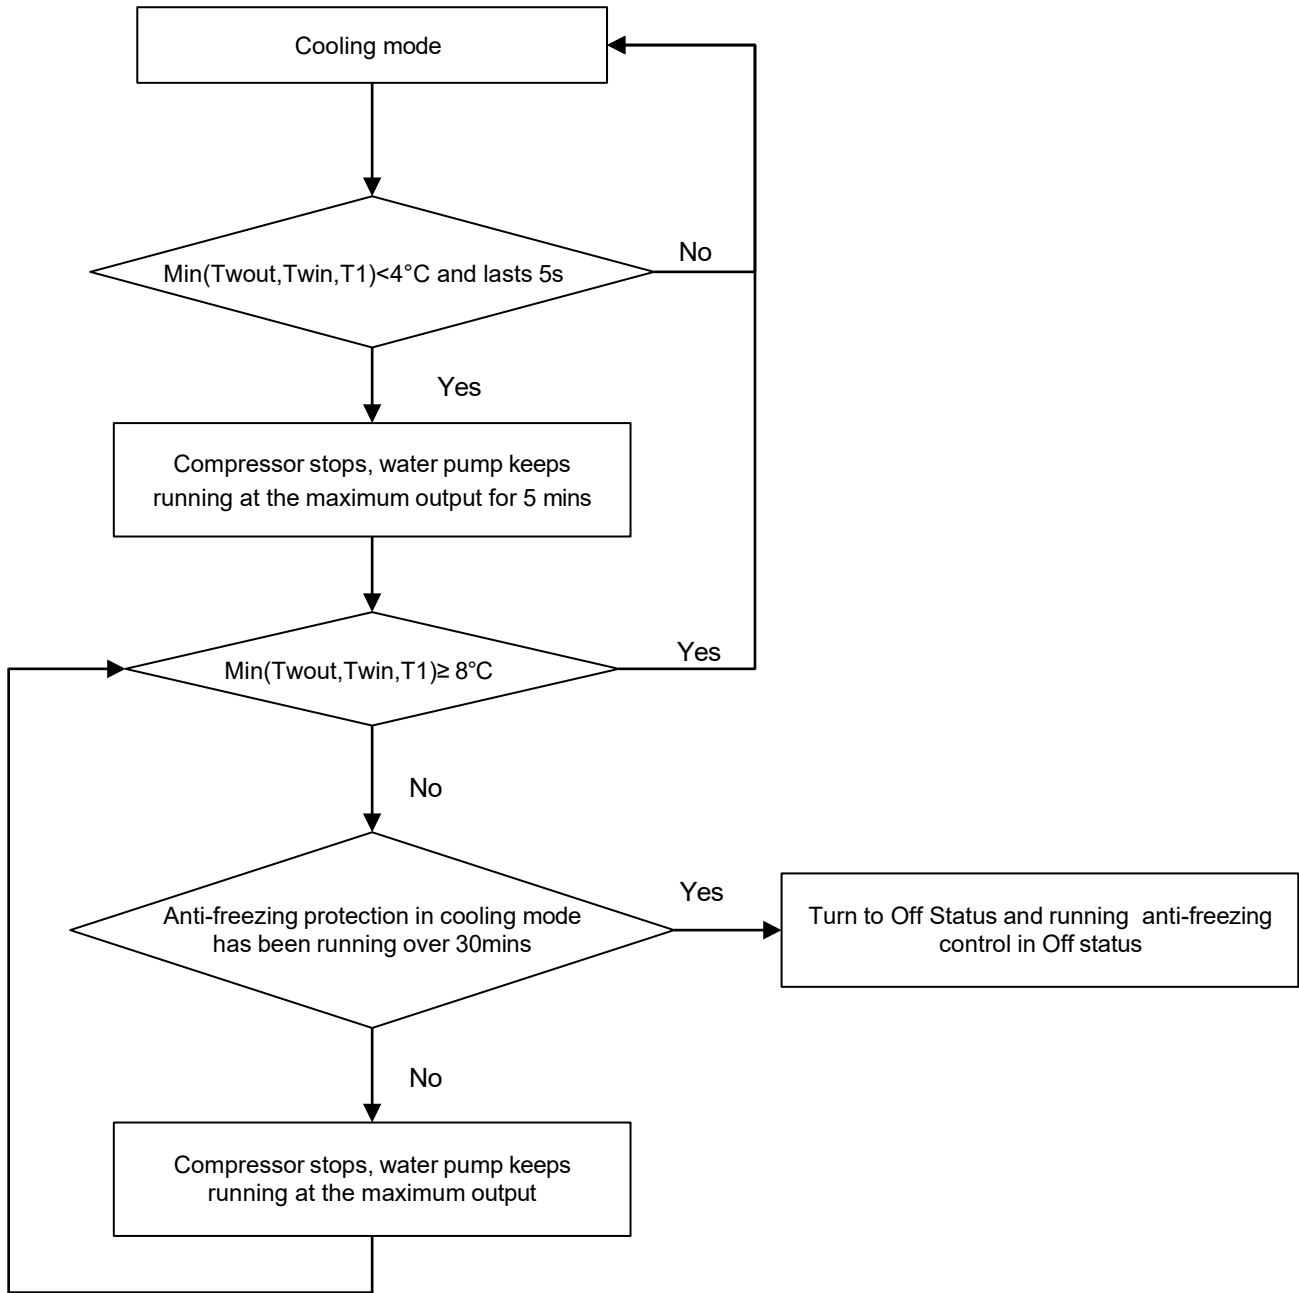 Cooling mode
No
Min(Twout,Twin,T1)<4°C and lasts 5s
Yes
Compressor stops, water pump keeps
running at the maximum output for 5 mins
Yes
Min(Twout,Twin,T1)≥ 8°C
No
Yes
Anti-freezing protection in cooling mode
has been running over 30mins
Turn to Off Status and running anti-freezing
control in Off status
No
Compressor stops, water pump keeps
running at the maximum output